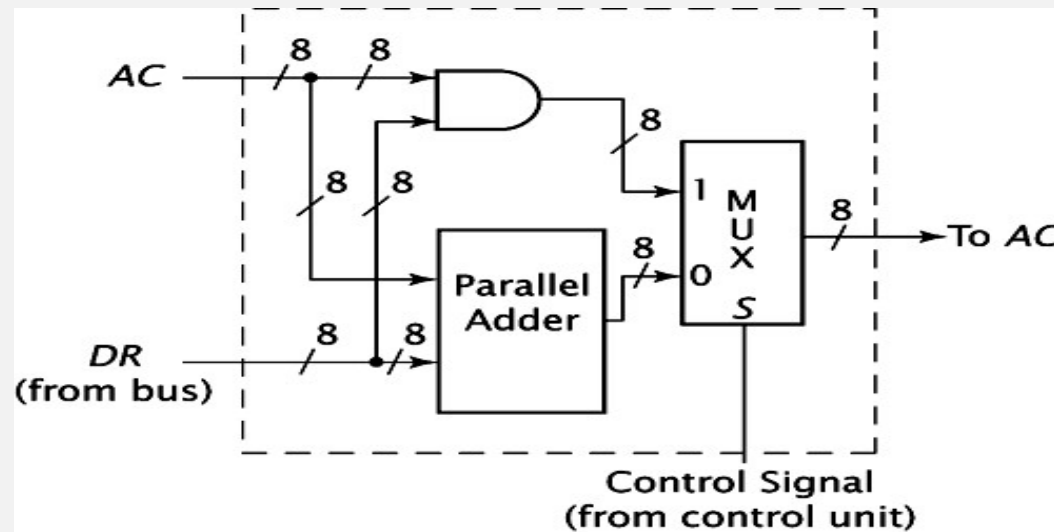 8
8
AC
8
8
8
1
M
U
X
8
To AC
8
0
Parallel
Adder
S
8
8
DR
(from bus)
Control Signal
(from control unit)